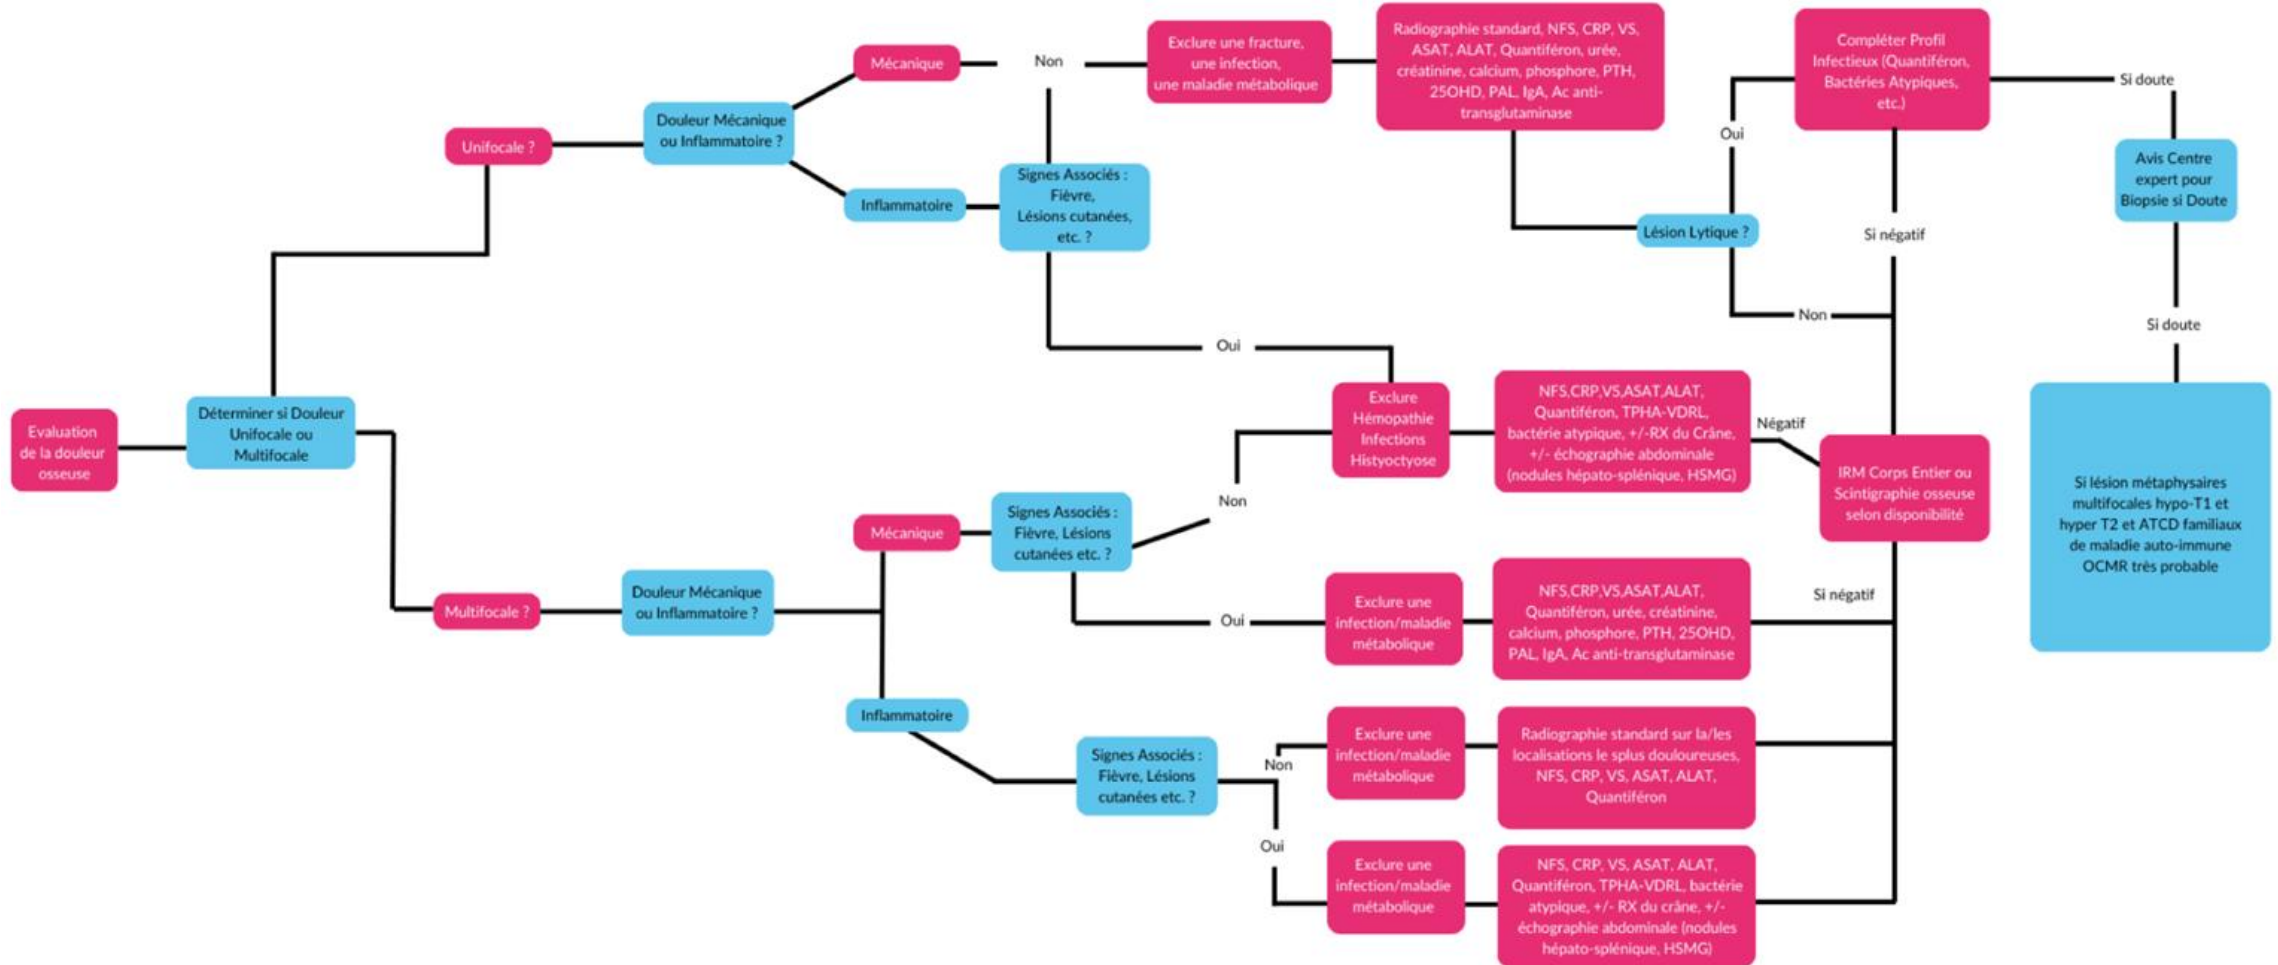 Evaluation
de la douleur
osseuse
Déterminer si Douleur
Unifocale ou
Multifocale
Unifocale ?
Douleur Mécanique
ou Inflammatoire ?
Mécanique
Inflammatoire
Non
Signes Associés :
Fièvre,
Lésions cutanées,
etc. ?
Oui
Exclure une fracture,
une infection,
une maladie métabolique
Radiographie standard, NFS, CRP, VS,
ASAT, ALAT, Quantiféron, urée,
créatinine, calcium, phosphore, PTH,
25OHD, PAL, IgA, Ac anti-
transglutaminase
Lésion Lytique ?
Oui
Non
Compléter Profil
Infectieux (Quantiféron,
Bactéries Atypiques,
etc.)
Si doute
Avis Centre
expert pour
Biopsie si Doute
Si négatif
Si doute
Si lésion métaphysaires
multifocales hypo-T1 et
hyper T2 et ATCD familiaux
de maladie auto-immune
OCMR très probable
Multifocale ?
Douleur Mécanique
ou Inflammatoire ?
Mécanique
Signes Associés :
Fièvre, Lésions
cutanées etc. ?
Non
Exclure
Hémopathie
Infections
Histyoctyose
NFS,CRP,VS,ASAT,ALAT,
Quantiféron, TPHA-VDRL,
bactérie atypique, +/-RX du Crâne,
+/- échographie abdominale
(nodules hépato-splénique, HSMG)
Négatif
IRM Corps Entier ou
Scintigraphie osseuse
selon disponibilité
Oui
Exclure une
infection/maladie
métabolique
NFS,CRP,VS,ASAT,ALAT,
Quantiféron, urée, créatinine,
calcium, phosphore, PTH, 25OHD,
PAL, IgA, Ac anti-transglutaminase
Si négatif
Inflammatoire
Signes Associés :
Fièvre, Lésions
cutanées etc. ?
Non
Exclure une
infection/maladie
métabolique
Radiographie standard sur la/les
localisations le splus douloureuses,
NFS, CRP, VS, ASAT, ALAT,
Quantiféron
Oui
Exclure une
infection/maladie
métabolique
NFS, CRP, VS, ASAT, ALAT,
Quantiféron, TPHA-VDRL, bactérie
atypique, +/- RX du crâne, +/-
échographie abdominale (nodules
hépato-splénique, HSMG)